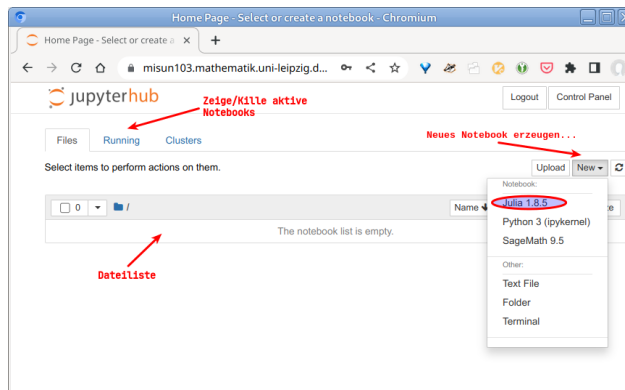 Home Page - Select or create a notebook - Chromium
Home Page - Select or create a
misun103.mathematik.uni-leipzig.d...
jupyterhub
Zeige/Kille aktive
Notebooks
Logout
Control Panel
Files
Running
Clusters
Neues Notebook erzeugen...
Select items to perform actions on them.
Upload
New
0
/
Name
The notebook list is empty.
Notebook:
Julia 1.8.5
Python 3 (ipykernel)
SageMath 9.5
Other:
Text File
Folder
Terminal
Dateiliste